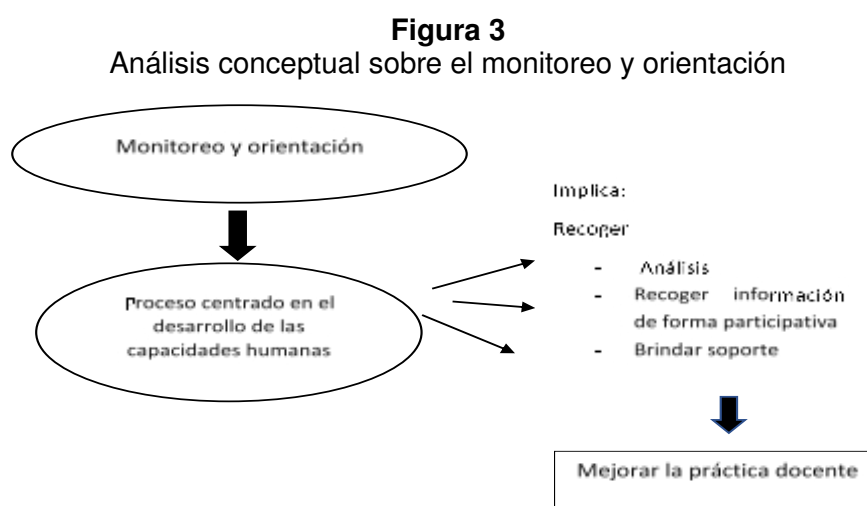 Figura 3
Análisis conceptual sobre el monitoreo y orientación
Monitoreo y orientación
Proceso centrado en el
desarrollo de las
capacidades humanas
Implica:
Recoger
- Análisis
- Recoger información
de forma participativa
- Brindar soporte
Mejorar la práctica docente